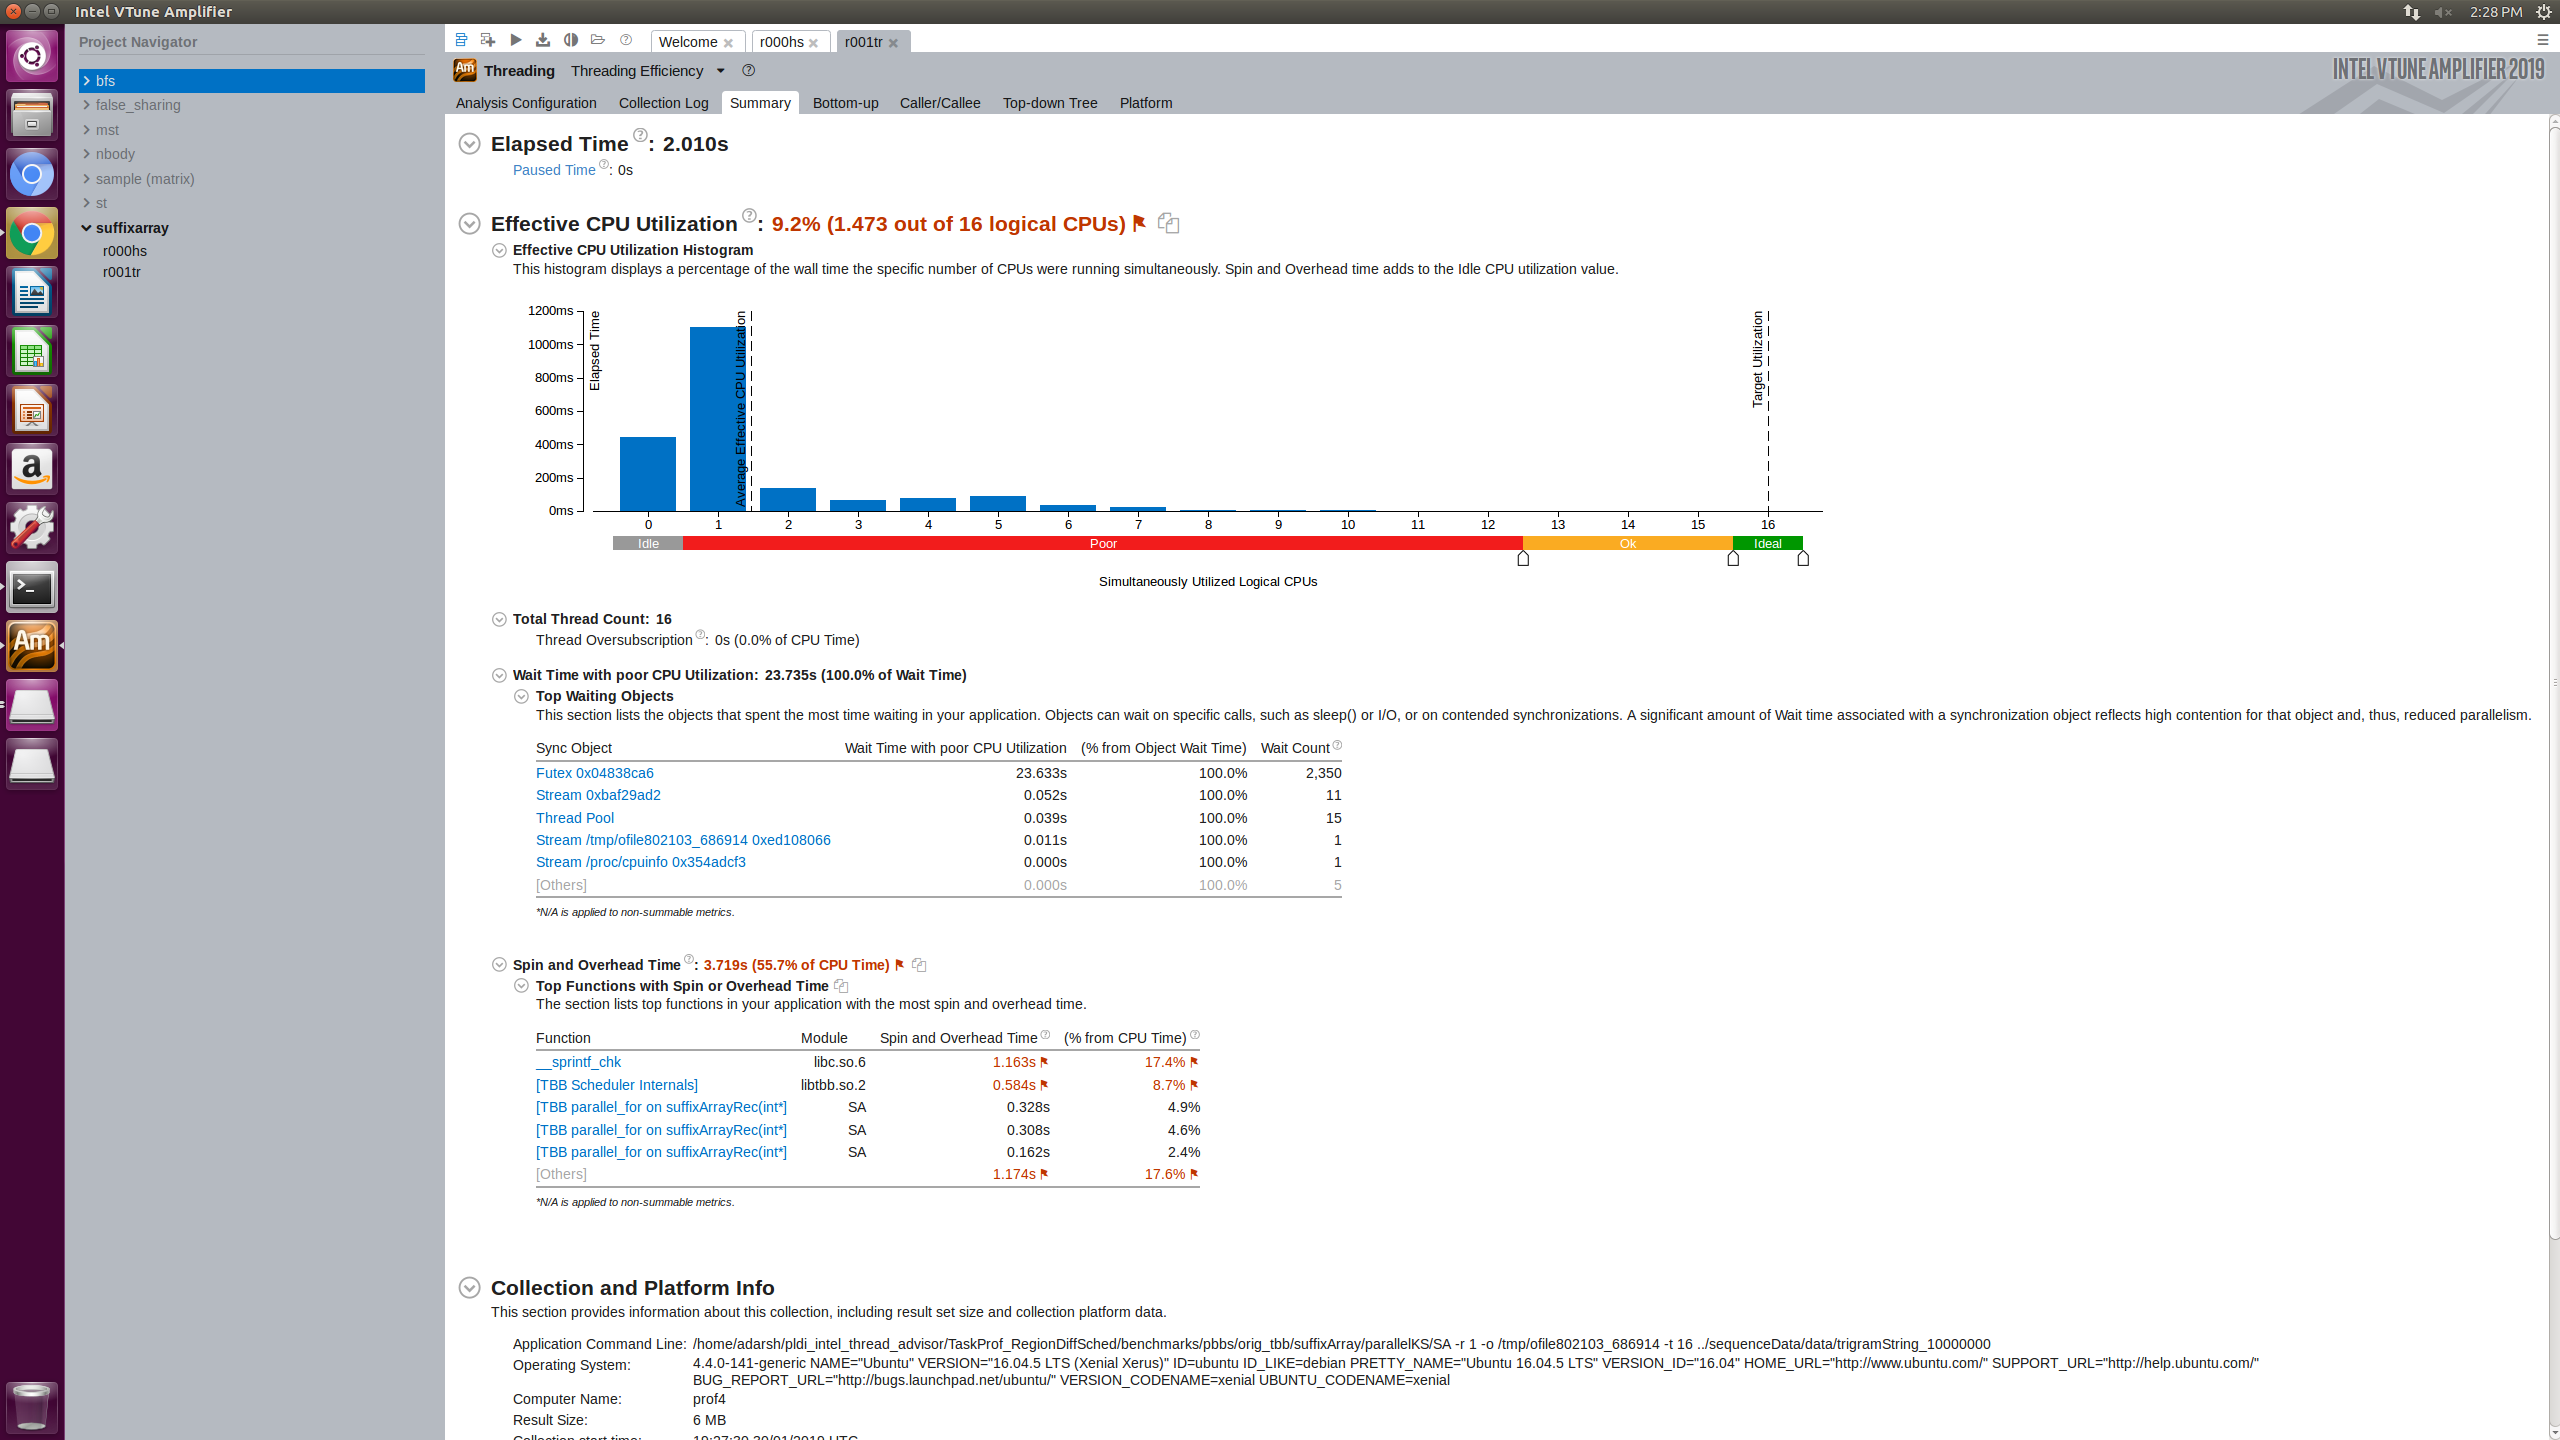 Intel VTune Amplifier
2:28 PM
Project Navigator
bfs
false_sharing
mst
nbody
sample (matrix)
st
suffixarray
r000hs
r001tr
Welcome
r000hs
r001tr
Am Threading Threading Efficiency
INTEL VTUNE AMPLIFIER 2019
Analysis Configuration Collection Log Summary Bottom-up Caller/Callee Top-down Tree Platform
Elapsed Time : 2.010s
Paused Time : 0s
Effective CPU Utilization : 9.2% (1.473 out of 16 logical CPUs)
Effective CPU Utilization Histogram
This histogram displays a percentage of the wall time the specific number of CPUs were running simultaneously. Spin and Overhead time adds to the Idle CPU utilization value.
1200ms
1000ms
800ms
600ms
400ms
200ms
0ms
Elapsed Time
Average Effective CPU Utilization
Target Utilization
0 1 2 3 4 5 6 7 8 9 10 11 12 13 14 15 16
Idle Poor Ok Ideal
Simultaneously Utilized Logical CPUs
Total Thread Count: 16
Thread Oversubscription : 0s (0.0% of CPU Time)
Wait Time with poor CPU Utilization: 23.735s (100.0% of Wait Time)
Top Waiting Objects
This section lists the objects that spent the most time waiting in your application. Objects can wait on specific calls, such as sleep() or I/O, or on contended synchronizations. A significant amount of Wait time associated with a synchronization object reflects high contention for that object and, thus, reduced parallelism.
Sync Object Wait Time with poor CPU Utilization (% from Object Wait Time) Wait Count
Futex 0x04838ca6 23.633s 100.0% 2,350
Stream 0xbaf29ad2 0.052s 100.0% 11
Thread Pool 0.039s 100.0% 15
Stream /tmp/ofile802103_686914 0xed108066 0.011s 100.0% 1
Stream /proc/cpuinfo 0x354adcf3 0.000s 100.0% 1
[Others] 0.000s 100.0% 5
*N/A is applied to non-summable metrics.
Spin and Overhead Time : 3.719s (55.7% of CPU Time)
Top Functions with Spin or Overhead Time
The section lists top functions in your application with the most spin and overhead time.
Function Module Spin and Overhead Time (% from CPU Time)
__sprintf_chk libc.so.6 1.163s 17.4%
[TBB Scheduler Internals] libtbb.so.2 0.584s 8.7%
[TBB parallel_for on suffixArrayRec(int*] SA 0.328s 4.9%
[TBB parallel_for on suffixArrayRec(int*] SA 0.308s 4.6%
[TBB parallel_for on suffixArrayRec(int*] SA 0.162s 2.4%
[Others] 1.174s 17.6%
*N/A is applied to non-summable metrics.
Collection and Platform Info
This section provides information about this collection, including result set size and collection platform data.
Application Command Line: /home/adarsh/pldi_intel_thread_advisor/TaskProf_RegionDiffSched/benchmarks/pbbs/orig_tbb/suffixArray/parallelKS/SA -r 1 -o /tmp/ofile802103_686914 -t 16 ../sequenceData/data/trigramString_10000000
Operating System: 4.4.0-141-generic NAME="Ubuntu" VERSION="16.04.5 LTS (Xenial Xerus)" ID=ubuntu ID_LIKE=debian PRETTY_NAME="Ubuntu 16.04.5 LTS" VERSION_ID="16.04" HOME_URL="http://www.ubuntu.com/" SUPPORT_URL="http://help.ubuntu.com/"
BUG_REPORT_URL="http://bugs.launchpad.net/ubuntu/" VERSION_CODENAME=xenial UBUNTU_CODENAME=xenial
Computer Name: prof4
Result Size: 6 MB
Collection start time: 19:27:30 30/01/2019 UTC